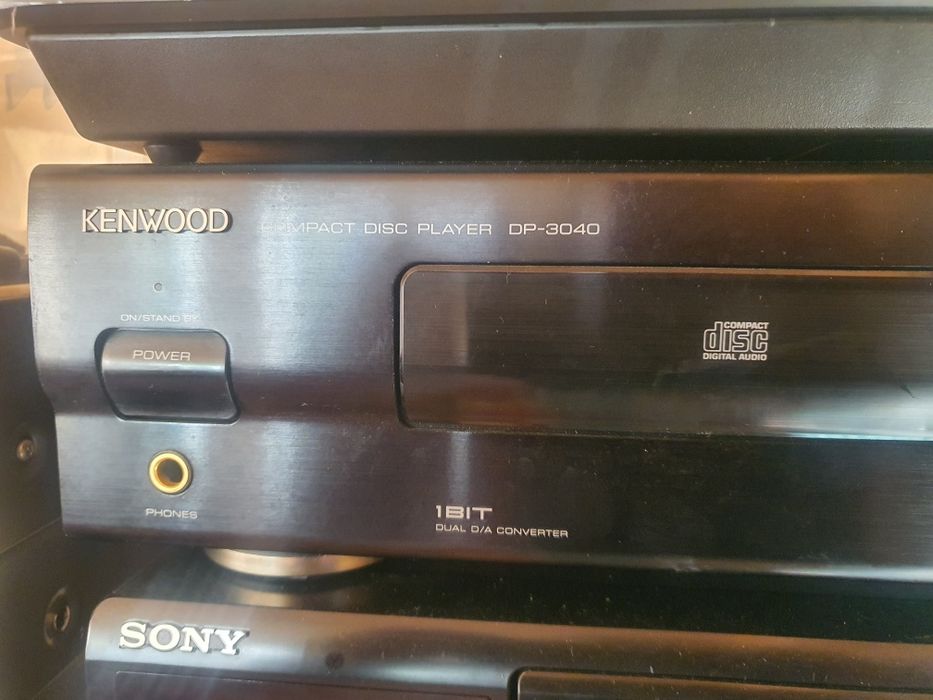 KENWOOD COMPACT DISC PLAYER DP-3040
ON/STAND BY
POWER
COMPACT
disc
DIGITAL AUDIO
PHONES
1BIT
DUAL D/A CONVERTER
SONY